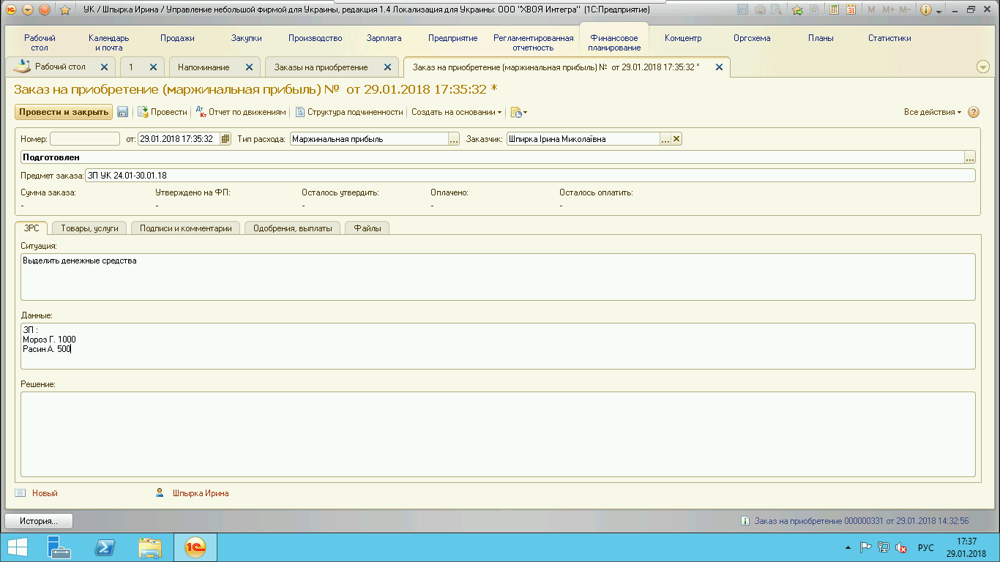 УК / Шпырка Ирина / Управление небольшой фирмой для Украины, редакция 1.4 Локализация для Украины: ООО "ХВОЯ Интегра" (1С:Предприятие)
M M+ M-
Рабочий стол
Календарь и почта
Продажи
Закупки
Производство
Зарплата
Предприятие
Регламентированная отчетность
Финансовое планирование
Комцентр
Оргсхема
Планы
Статистики
Рабочий стол
1
Напоминание
Заказы на приобретение
Заказ на приобретение (маржинальная прибыль) № от 29.01.2018 17:35:32 *
Заказ на приобретение (маржинальная прибыль) № от 29.01.2018 17:35:32 *
Провести и закрыть
Провести
Дт Кт Отчет по движениям
Структура подчиненности
Создать на основании
Все действия
Номер:
от: 29.01.2018 17:35:32
Тип расхода: Маржинальная прибыль ...
Заказчик: Шпирка Ірина Миколаївна ...
Подготовлен ...
Предмет заказа: ЗП УК 24.01-30.01.18
Сумма заказа: Утверждено на ФП: Осталось утвердить: Оплачено: Осталось оплатить:
- - - - -
ЗРС
Товары, услуги
Подписи и комментарии
Одобрения, выплаты
Файлы
Ситуация:
Выделить денежные средства
Данные:
ЗП :
Мороз Г. 1000
Расин А. 500
Решение:
Новый
Шпырка Ирина
История...
Заказ на приобретение 000000331 от 29.01.2018 14:32:56
1С
РУС
17:37
29.01.2018